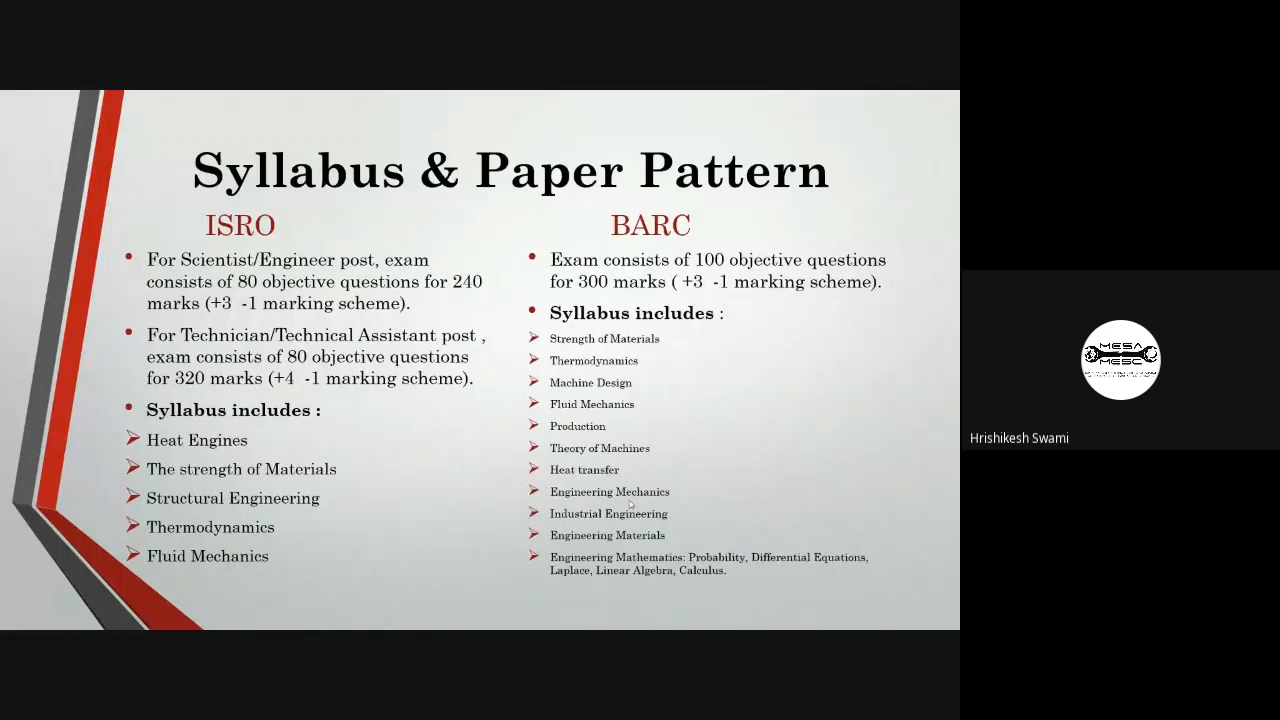 Syllabus & Paper Pattern
ISRO
For Scientist/Engineer post, exam
consists of 80 objective questions for 240
marks (+3 -1 marking scheme).
For Technician/Technical Assistant post ,
exam consists of 80 objective questions
for 320 marks (+4 -1 marking scheme).
Syllabus includes :
Heat Engines
The strength of Materials
Structural Engineering
Thermodynamics
Fluid Mechanics
BARC
Exam consists of 100 objective questions
for 300 marks ( +3 -1 marking scheme).
Syllabus includes :
Strength of Materials
Thermodynamics
Machine Design
Fluid Mechanics
Production
Theory of Machines
Heat transfer
Engineering Mechanics
Industrial Engineering
Engineering Materials
Engineering Mathematics: Probability, Differential Equations,
Laplace, Linear Algebra, Calculus.
MESA
MESC
Hrishikesh Swami